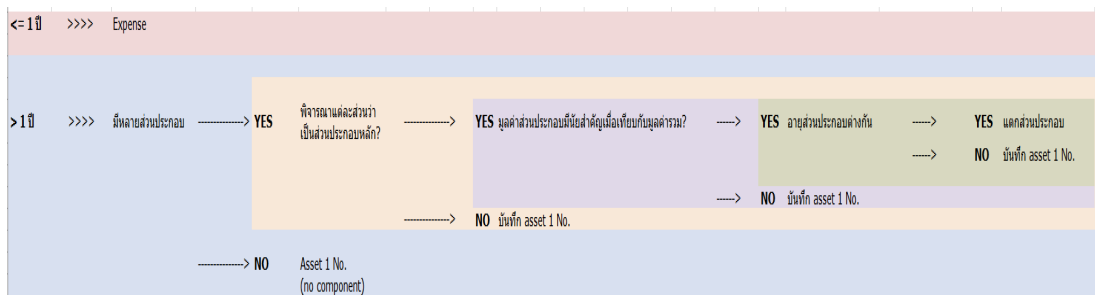 <= 1 ปี >>>> Expense
พิจารณาแต่ละส่วนว่า
> 1 ปี >>>> มีหลายส่วนประกอบ --------------> YES เป็นส่วนประกอบหลัก? --------------> YES มูลค่าส่วนประกอบมีนัยสำคัญเมื่อเทียบกับมูลค่ารวม? ------> YES อายุส่วนประกอบต่างกัน ------> YES แตกส่วนประกอบ
------> NO บันทึก asset 1 No.
------> NO บันทึก asset 1 No.
--------------> NO บันทึก asset 1 No.
--------------> NO Asset 1 No.
(no component)